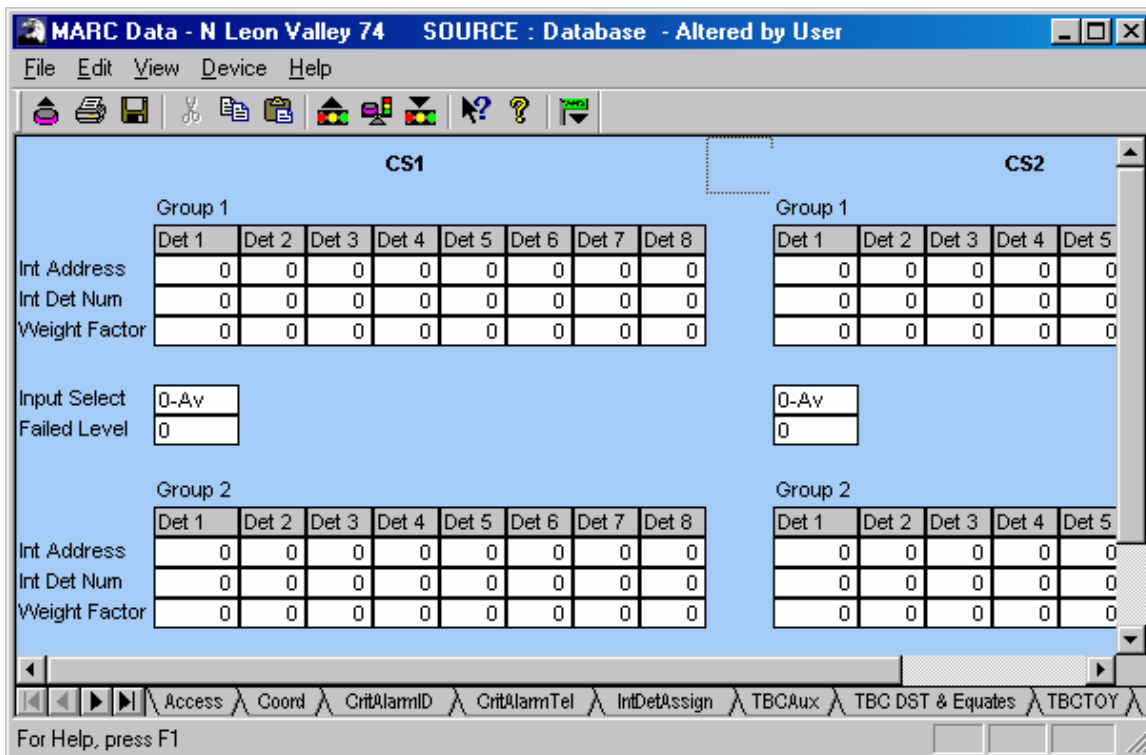 MARC Data - N Leon Valley 74 SOURCE : Database - Altered by User
File Edit View Device Help
CS1 CS2
Group 1 Group 1
Det 1 Det 2 Det 3 Det 4 Det 5 Det 6 Det 7 Det 8 Det 1 Det 2 Det 3 Det 4 Det 5
Int Address 0 0 0 0 0 0 0 0 0 0 0 0 0
Int Det Num 0 0 0 0 0 0 0 0 0 0 0 0 0
Weight Factor 0 0 0 0 0 0 0 0 0 0 0 0 0
Input Select 0-Av 0-Av
Failed Level 0 0
Group 2 Group 2
Det 1 Det 2 Det 3 Det 4 Det 5 Det 6 Det 7 Det 8 Det 1 Det 2 Det 3 Det 4 Det 5
Int Address 0 0 0 0 0 0 0 0 0 0 0 0 0
Int Det Num 0 0 0 0 0 0 0 0 0 0 0 0 0
Weight Factor 0 0 0 0 0 0 0 0 0 0 0 0 0
Access Coord CritAlarmID CritAlarmTel IntDetAssign TBCAux TBC DST & Equates TBCTOY
For Help, press F1